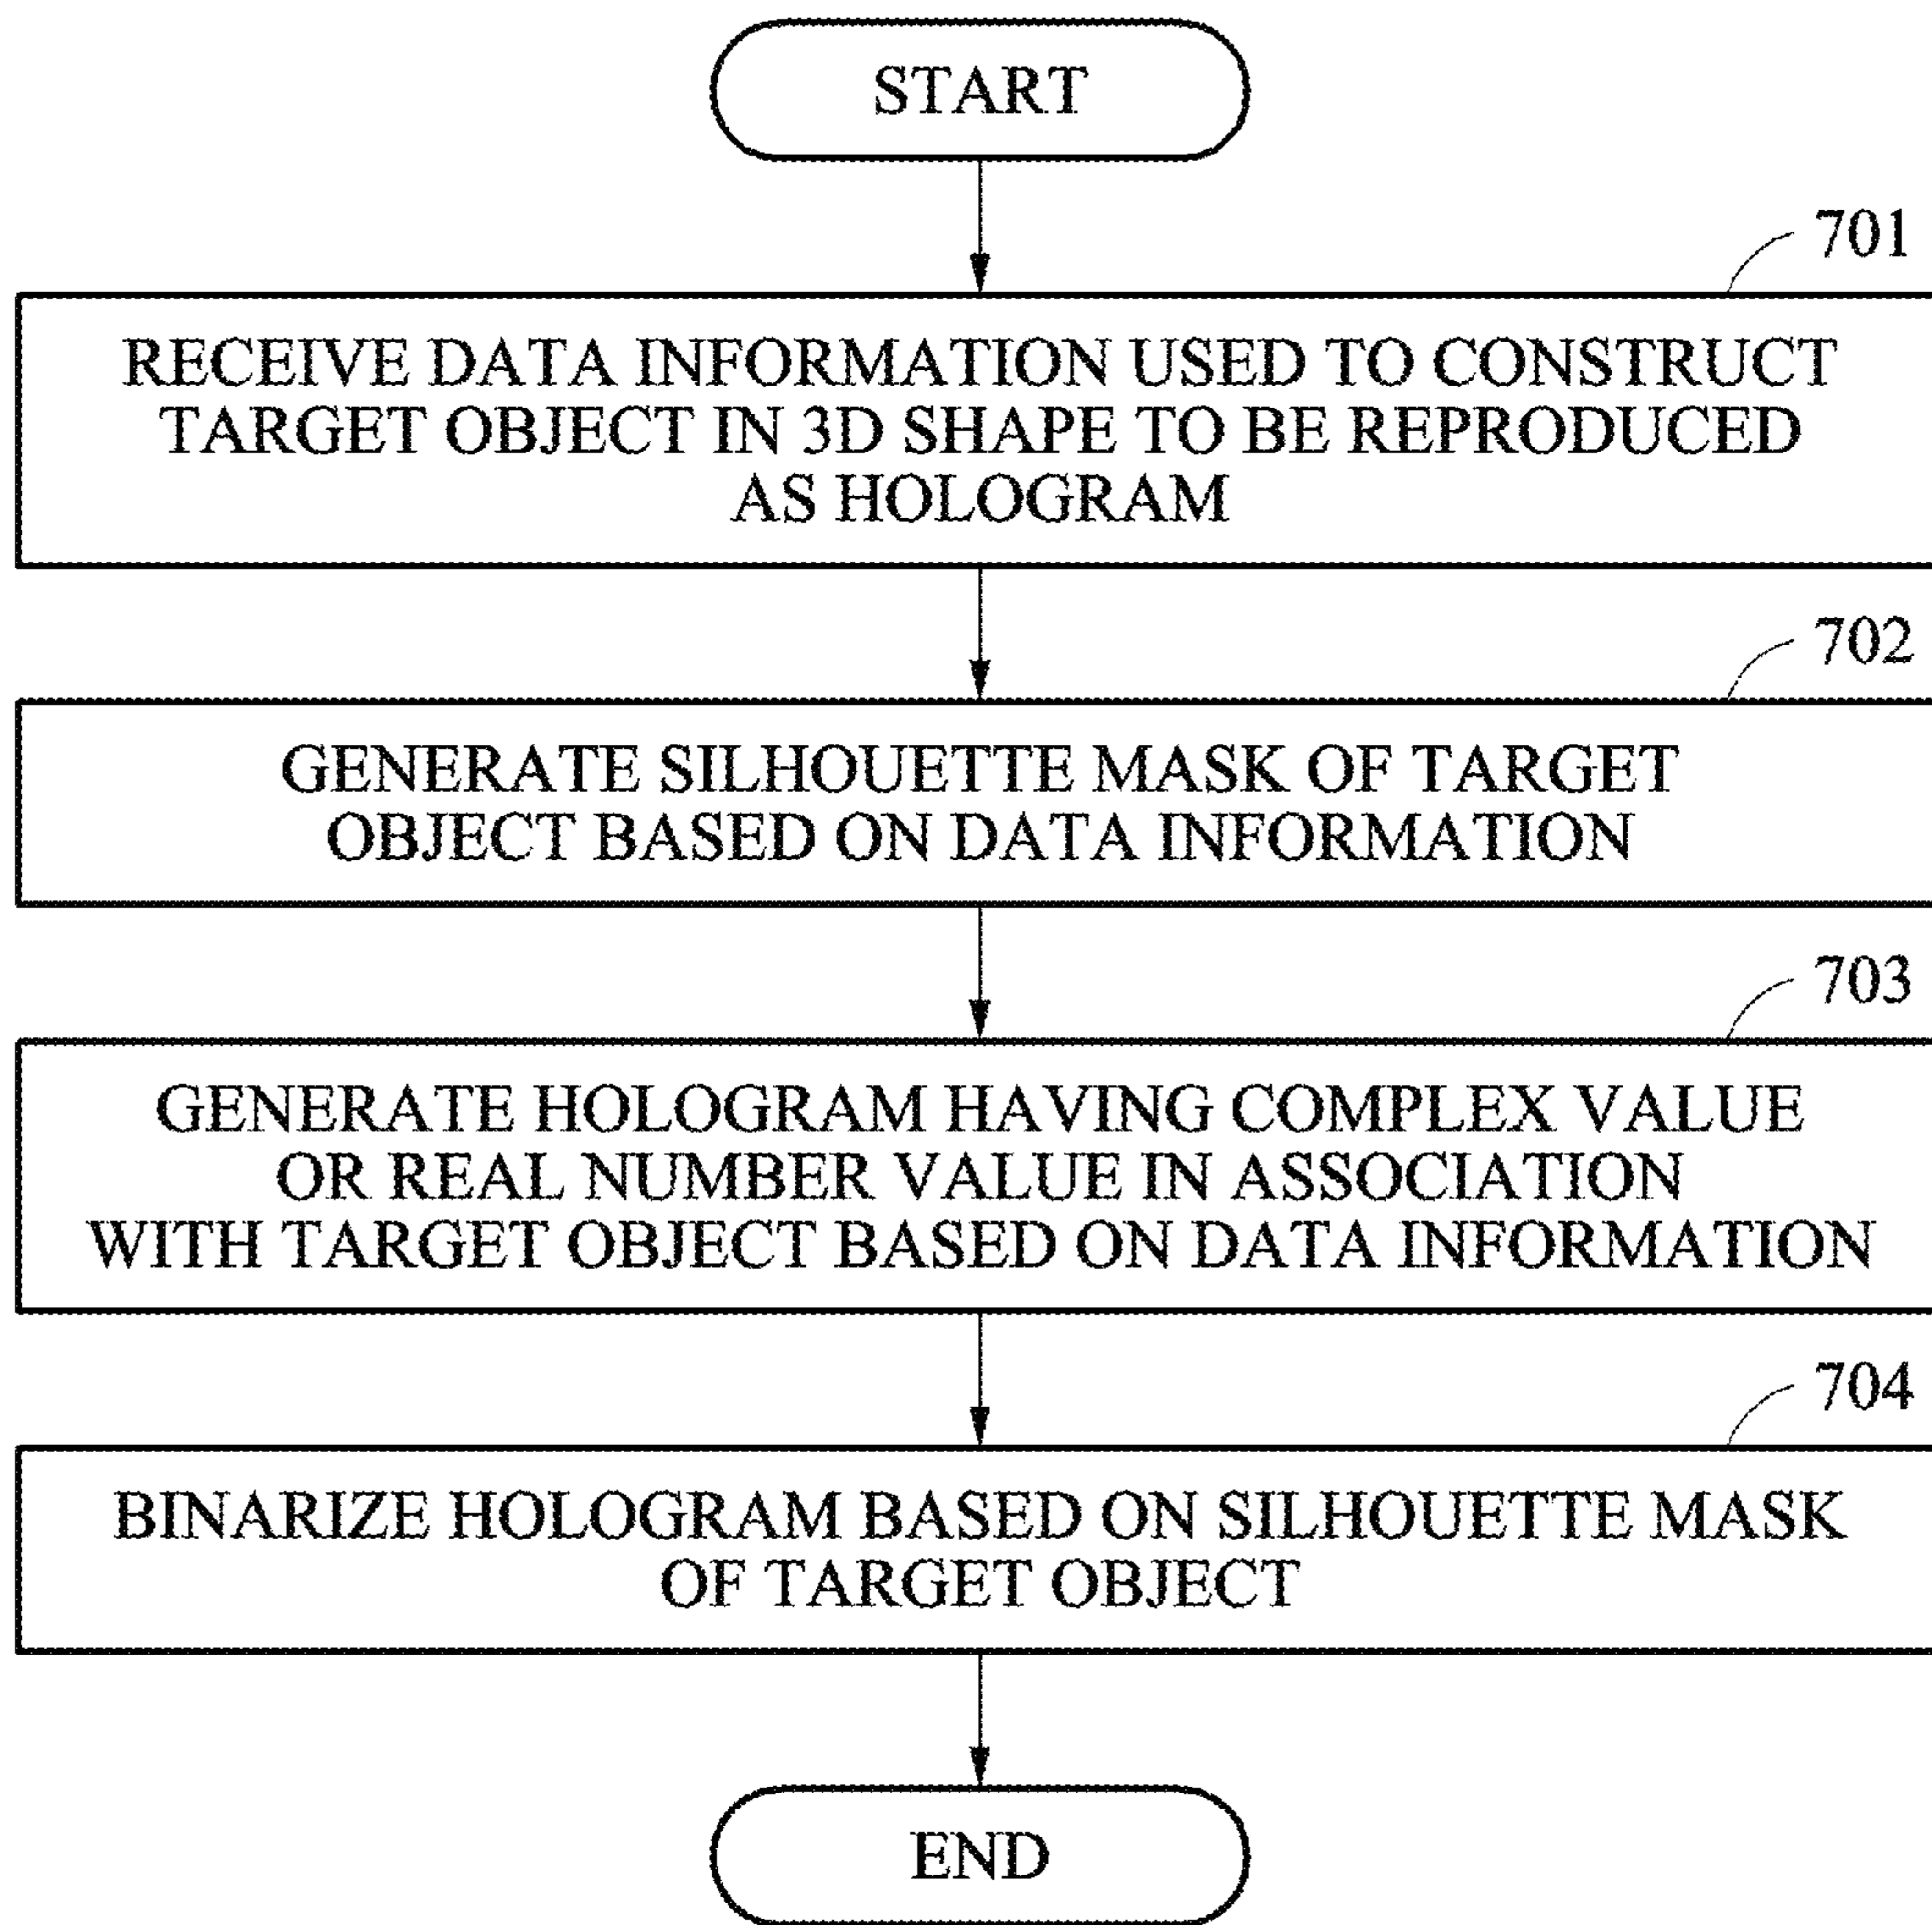 START
701
RECEIVE DATA INFORMATION USED TO CONSTRUCT
TARGET OBJECT IN 3D SHAPE TO BE REPRODUCED
AS HOLOGRAM
702
GENERATE SILHOUETTE MASK OF TARGET
OBJECT BASED ON DATA INFORMATION
703
GENERATE HOLOGRAM HAVING COMPLEX VALUE
OR REAL NUMBER VALUE IN ASSOCIATION
WITH TARGET OBJECT BASED ON DATA INFORMATION
704
BINARIZE HOLOGRAM BASED ON SILHOUETTE MASK
OF TARGET OBJECT
END